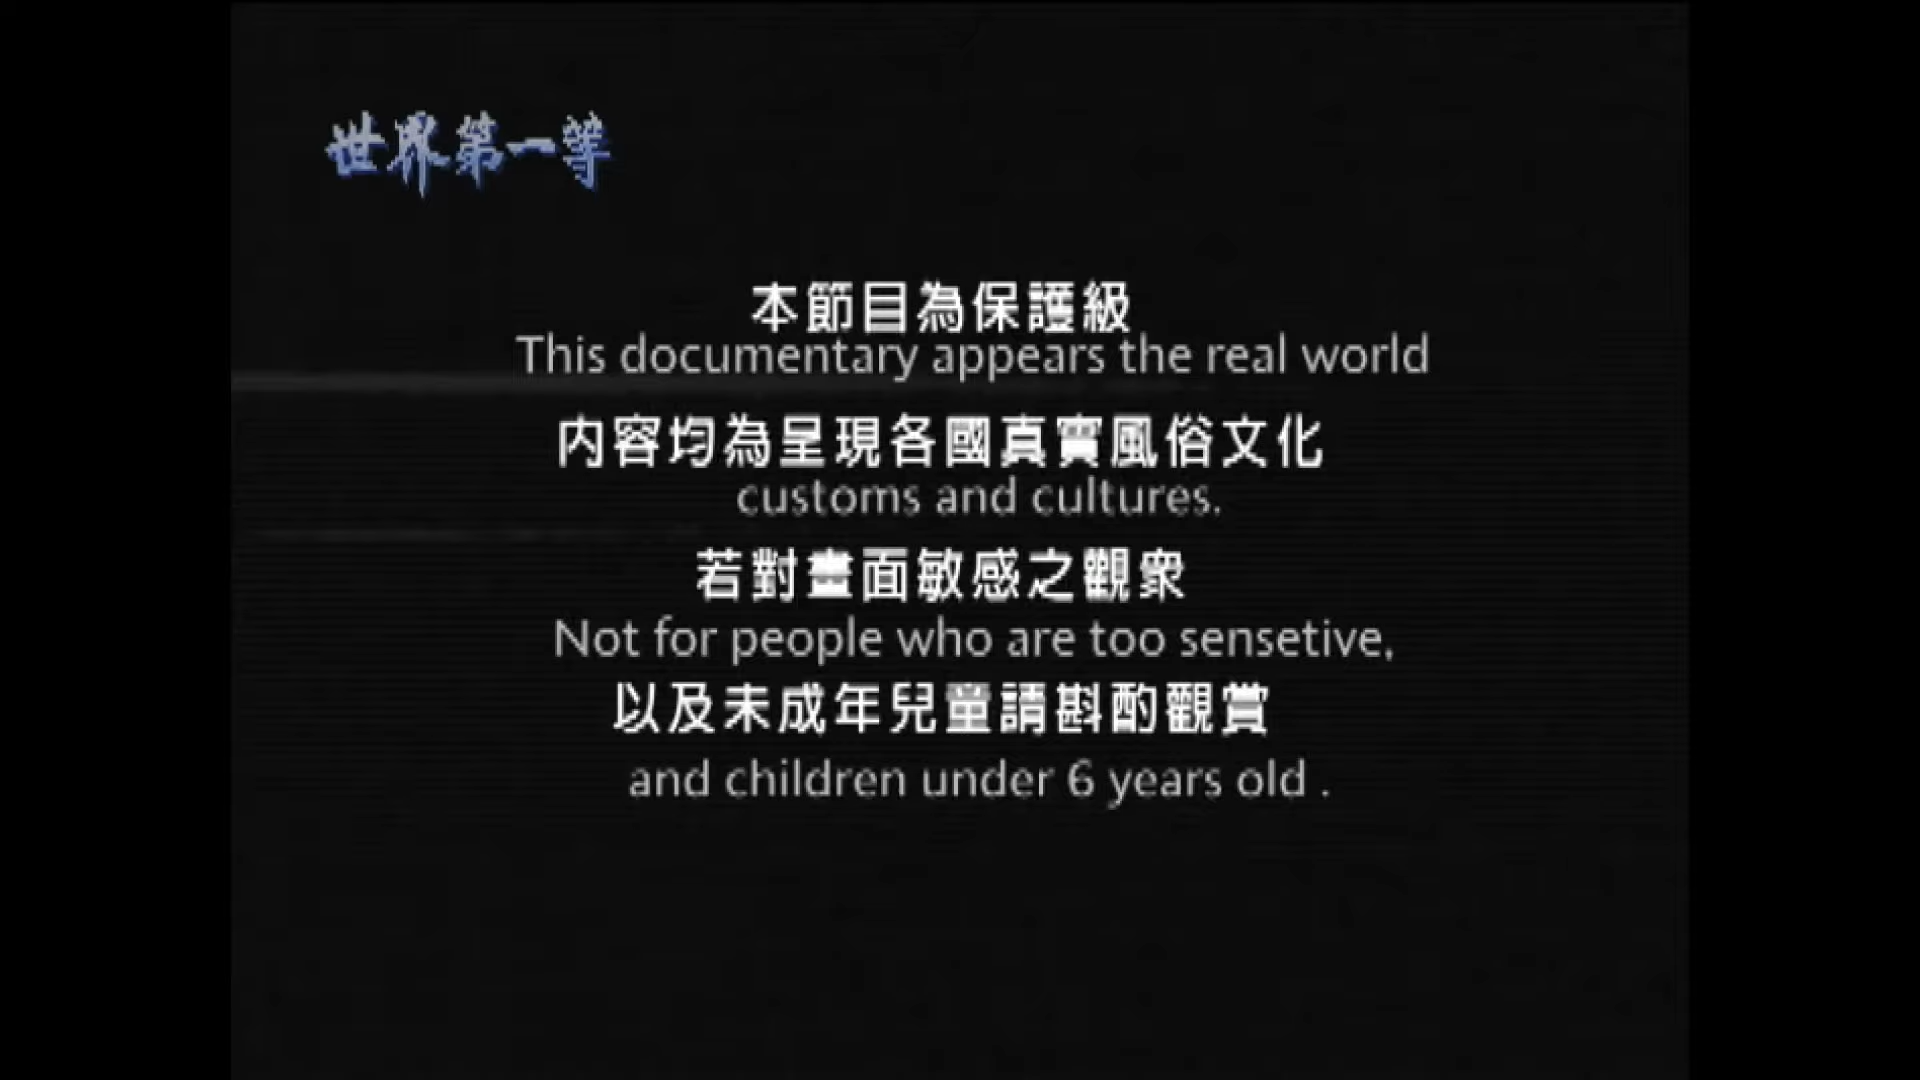 世界第一等
本節目為保護級
This documentary appears the real world
内容均為呈現各國真實風俗文化
customs and cultures.
若對畫面敏感之觀衆
Not for people who are too sensetive,
以及未成年兒童請斟酌觀賞
and children under 6 years old .